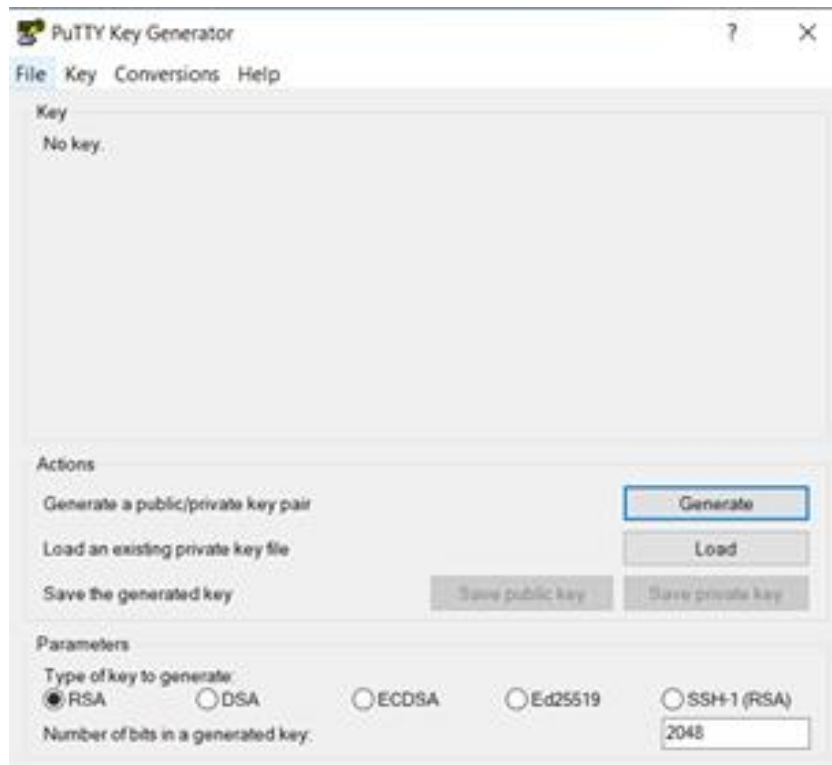 PuTTY Key Generator ? ×
File Key Conversions Help
Key
No key.
Actions
Generate a public/private key pair Generate
Load an existing private key file Load
Save the generated key Save public key Save private key
Parameters
Type of key to generate:
RSA DSA ECDSA Ed25519 SSH-1 (RSA)
Number of bits in a generated key: 2048